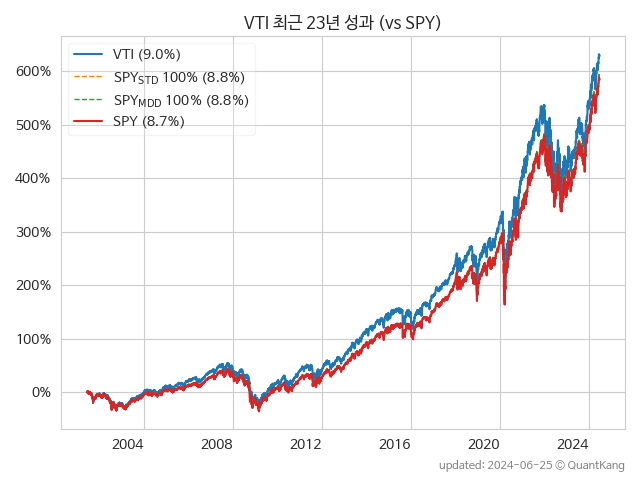 VTI 최근 23년 성과 (vs SPY)
VTI (9.0%)
SPY_STD 100% (8.8%)
SPY_MDD 100% (8.8%)
SPY (8.7%)
600%
500%
400%
300%
200%
100%
0%
2004 2008 2012 2016 2020 2024
updated: 2024-06-25 © QuantKang